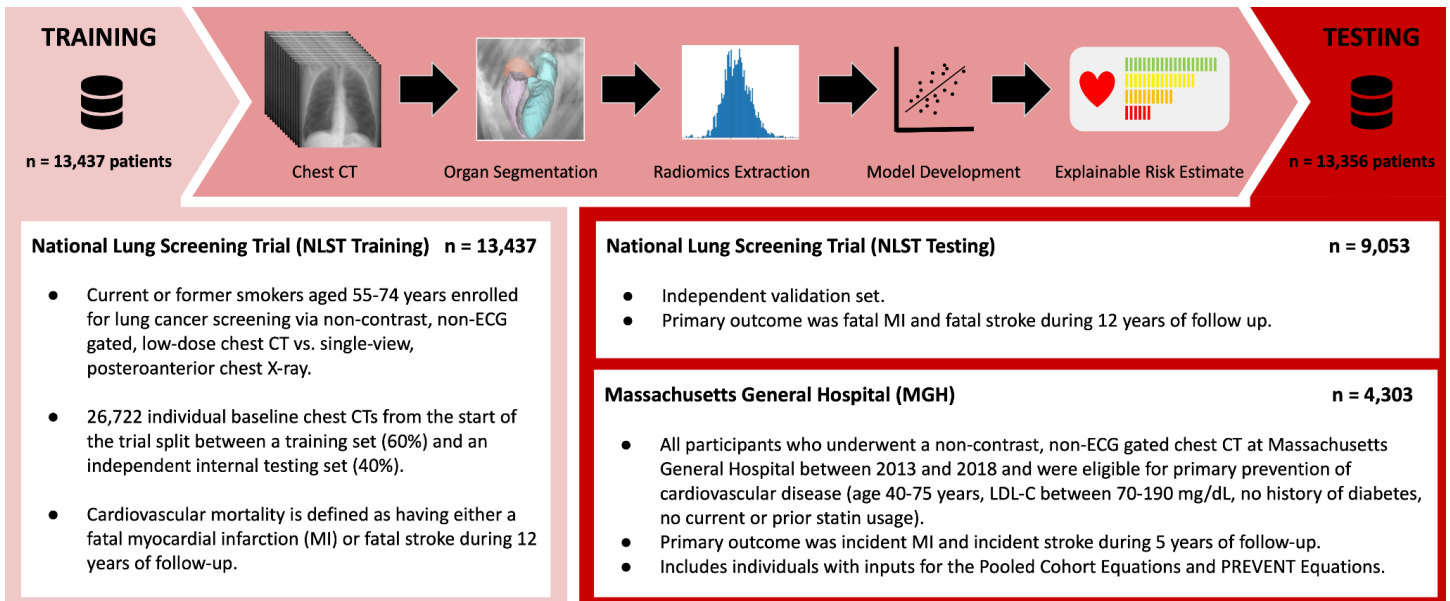 TRAINING
n = 13,437 patients
Chest CT
Organ Segmentation
Radiomics Extraction
Model Development
Explainable Risk Estimate
TESTING
n = 13,356 patients
National Lung Screening Trial (NLST Training) n = 13,437
● Current or former smokers aged 55-74 years enrolled
for lung cancer screening via non-contrast, non-ECG
gated, low-dose chest CT vs. single-view,
posteroanterior chest X-ray.
● 26,722 individual baseline chest CTs from the start of
the trial split between a training set (60%) and an
independent internal testing set (40%).
● Cardiovascular mortality is defined as having either a
fatal myocardial infarction (MI) or fatal stroke during 12
years of follow-up.
National Lung Screening Trial (NLST Testing) n = 9,053
● Independent validation set.
● Primary outcome was fatal MI and fatal stroke during 12 years of follow up.
Massachusetts General Hospital (MGH) n = 4,303
● All participants who underwent a non-contrast, non-ECG gated chest CT at Massachusetts
General Hospital between 2013 and 2018 and were eligible for primary prevention of
cardiovascular disease (age 40-75 years, LDL-C between 70-190 mg/dL, no history of diabetes,
no current or prior statin usage).
● Primary outcome was incident MI and incident stroke during 5 years of follow-up.
● Includes individuals with inputs for the Pooled Cohort Equations and PREVENT Equations.